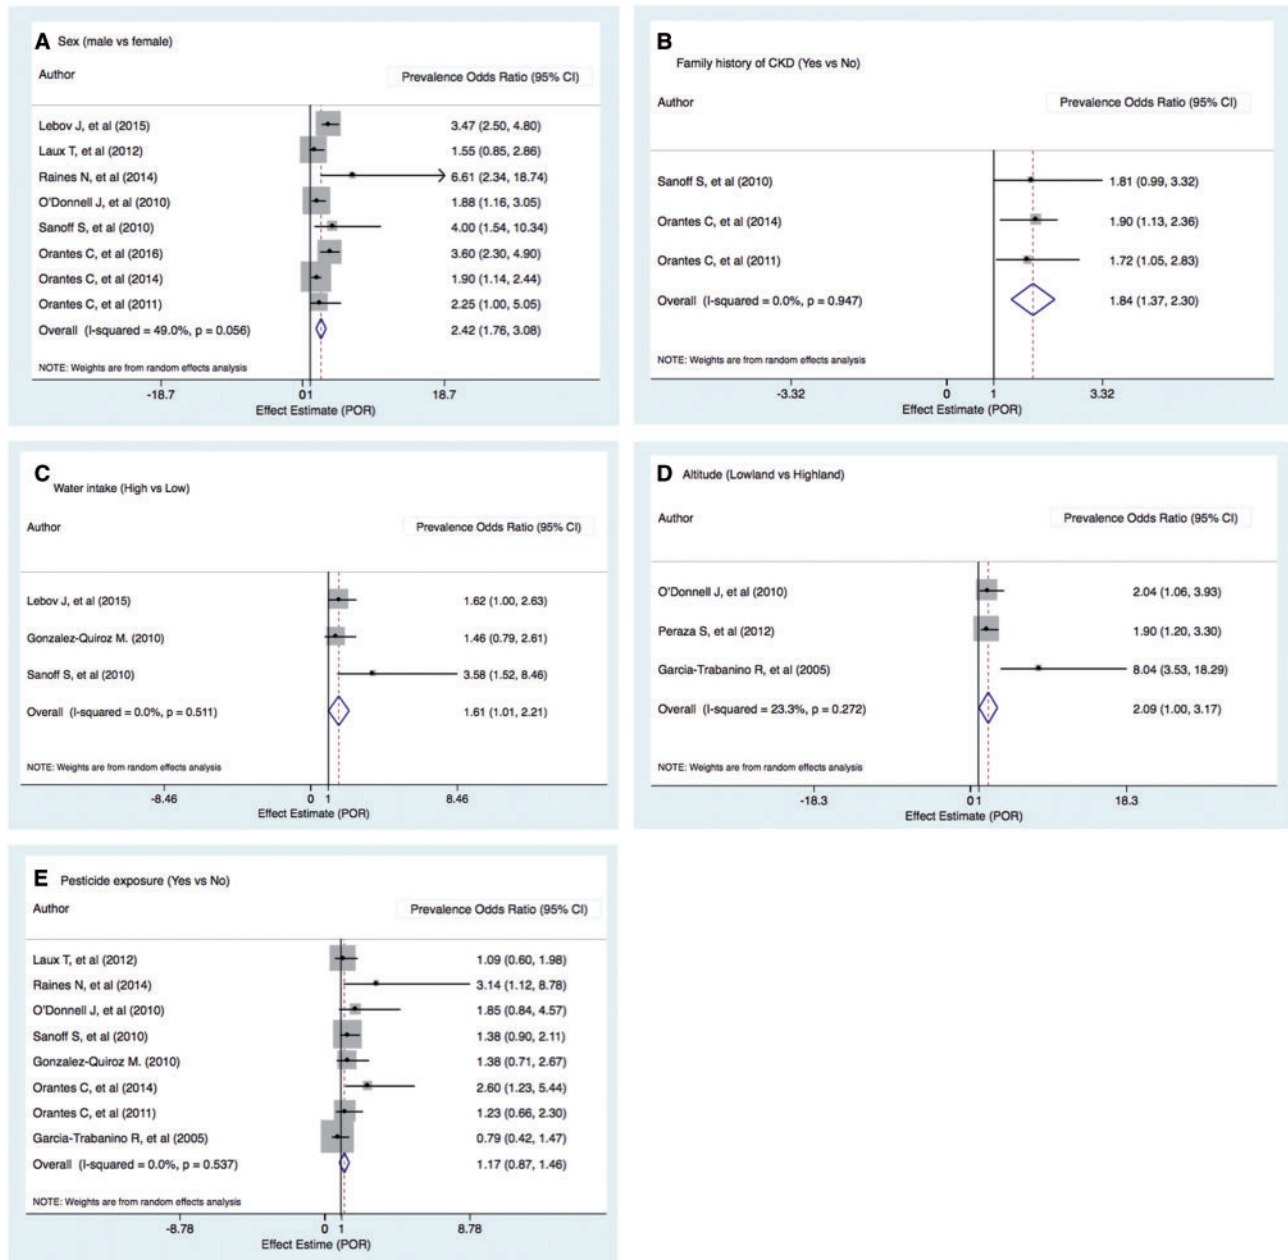 A Sex (male vs female)
Author Prevalence Odds Ratio (95% CI)
Lebov J, et al (2015) 3.47 (2.50, 4.80)
Laux T, et al (2012) 1.55 (0.85, 2.86)
Raines N, et al (2014) 6.61 (2.34, 18.74)
O'Donnell J, et al (2010) 1.88 (1.16, 3.05)
Sanoff S, et al (2010) 4.00 (1.54, 10.34)
Orantes C, et al (2016) 3.60 (2.30, 4.90)
Orantes C, et al (2014) 1.90 (1.14, 2.44)
Orantes C, et al (2011) 2.25 (1.00, 5.05)
Overall (I-squared = 49.0%, p = 0.056) 2.42 (1.76, 3.08)
NOTE: Weights are from random effects analysis
-18.7 0 1 18.7
Effect Estimate (POR)
B
Family history of CKD (Yes vs No)
Author Prevalence Odds Ratio (95% CI)
Sanoff S, et al (2010) 1.81 (0.99, 3.32)
Orantes C, et al (2014) 1.90 (1.13, 2.36)
Orantes C, et al (2011) 1.72 (1.05, 2.83)
Overall (I-squared = 0.0%, p = 0.947) 1.84 (1.37, 2.30)
NOTE: Weights are from random effects analysis
-3.32 0 1 3.32
Effect Estimate (POR)
C
Water intake (High vs Low)
Author Prevalence Odds Ratio (95% CI)
Lebov J, et al (2015) 1.62 (1.00, 2.63)
Gonzalez-Quiroz M. (2010) 1.46 (0.79, 2.61)
Sanoff S, et al (2010) 3.58 (1.52, 8.46)
Overall (I-squared = 0.0%, p = 0.511) 1.61 (1.01, 2.21)
NOTE: Weights are from random effects analysis
-8.46 0 1 8.46
Effect Estimate (POR)
D Altitude (Lowland vs Highland)
Author Prevalence Odds Ratio (95% CI)
O'Donnell J, et al (2010) 2.04 (1.06, 3.93)
Peraza S, et al (2012) 1.90 (1.20, 3.30)
Garcia-Trabanino R, et al (2005) 8.04 (3.53, 18.29)
Overall (I-squared = 23.3%, p = 0.272) 2.09 (1.00, 3.17)
NOTE: Weights are from random effects analysis
-18.3 0 1 18.3
Effect Estimate (POR)
E Pesticide exposure (Yes vs No)
Author Prevalence Odds Ratio (95% CI)
Laux T, et al (2012) 1.09 (0.60, 1.98)
Raines N, et al (2014) 3.14 (1.12, 8.78)
O'Donnell J, et al (2010) 1.85 (0.84, 4.57)
Sanoff S, et al (2010) 1.38 (0.90, 2.11)
Gonzalez-Quiroz M. (2010) 1.38 (0.71, 2.67)
Orantes C, et al (2014) 2.60 (1.23, 5.44)
Orantes C, et al (2011) 1.23 (0.66, 2.30)
Garcia-Trabanino R, et al (2005) 0.79 (0.42, 1.47)
Overall (I-squared = 0.0%, p = 0.537) 1.17 (0.87, 1.46)
NOTE: Weights are from random effects analysis
-8.78 0 1 8.78
Effect Estime (POR)